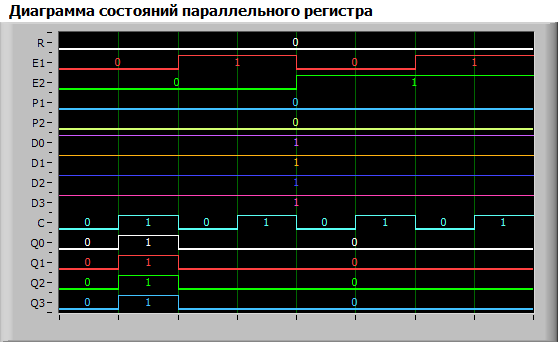 Диаграмма состояний параллельного регистра
R 0
E1 0 1 0 1
E2 0 1
P1 0
P2 0
D0 1
D1 1
D2 1
D3 1
C 0 1 0 1 0 1 0 1
Q0 0 1 0
Q1 0 1 0
Q2 0 1 0
Q3 0 1 0